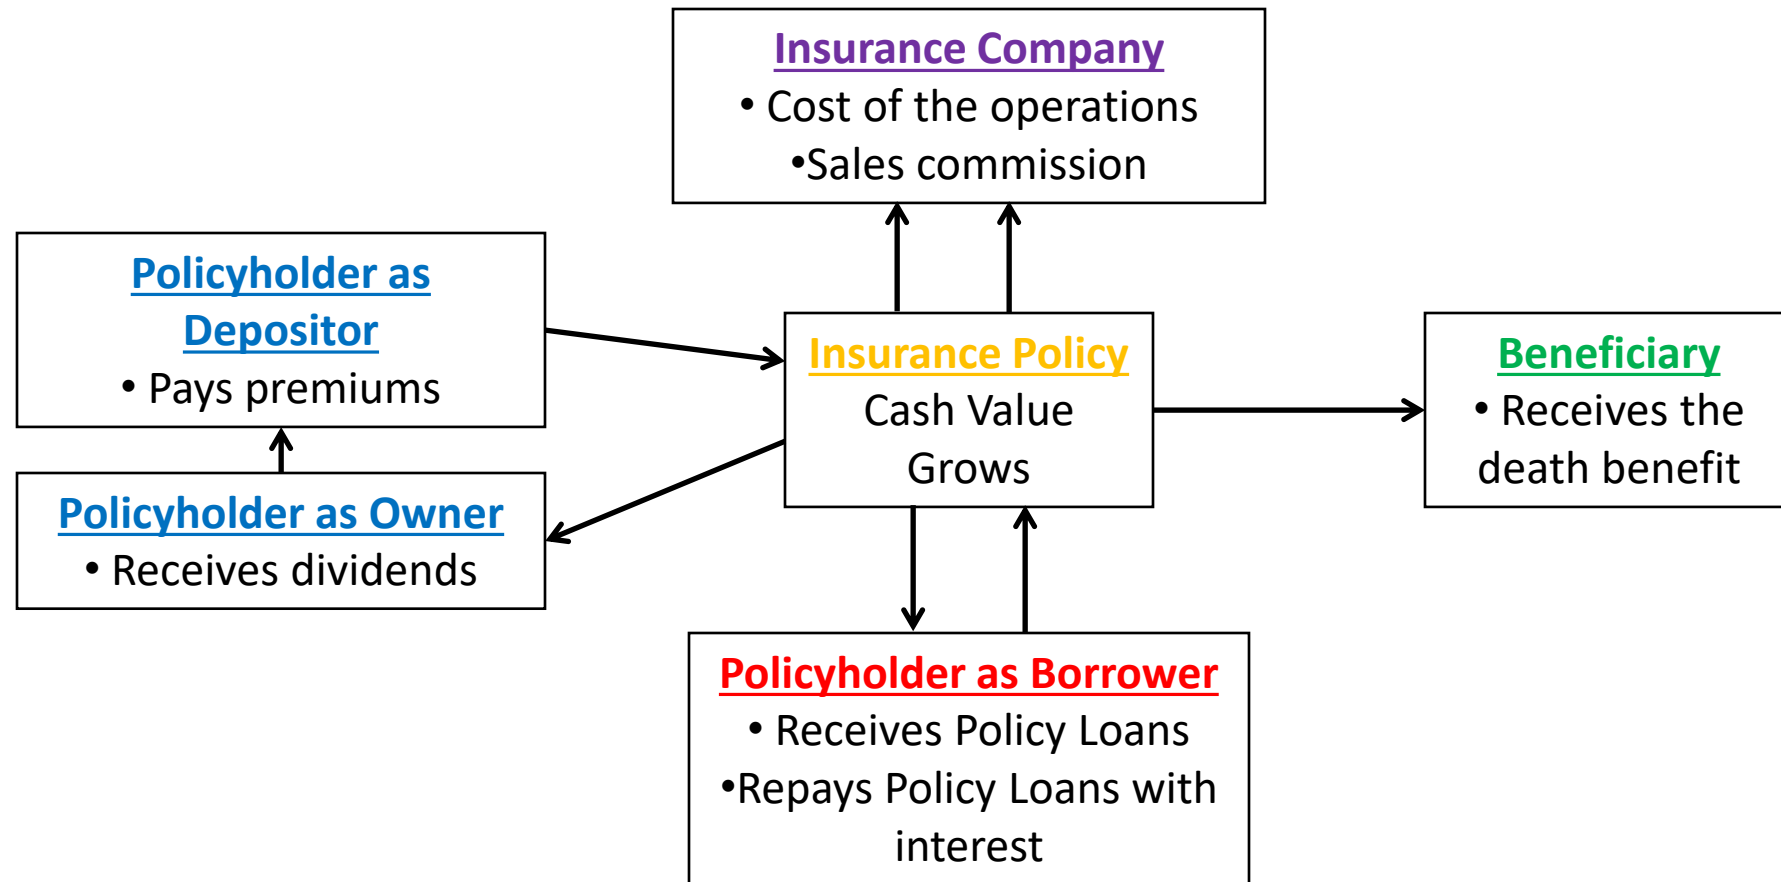 Insurance Company
• Cost of the operations
•Sales commission
Policyholder as
Depositor
• Pays premiums
Insurance Policy
Cash Value
Grows
Beneficiary
• Receives the
death benefit
Policyholder as Owner
• Receives dividends
Policyholder as Borrower
• Receives Policy Loans
•Repays Policy Loans with
interest